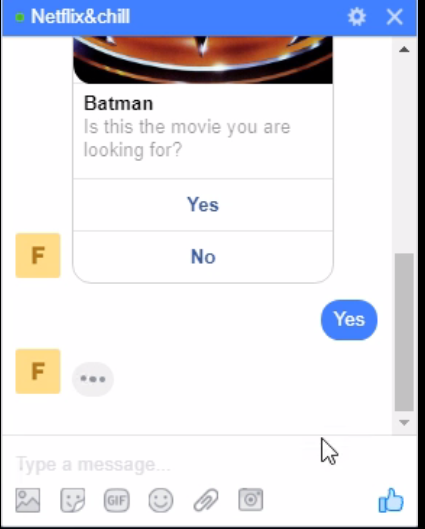 Netflix&chill
Batman
Is this the movie you are
looking for?
Yes
F
No
Yes
F
Type a message...
GIF